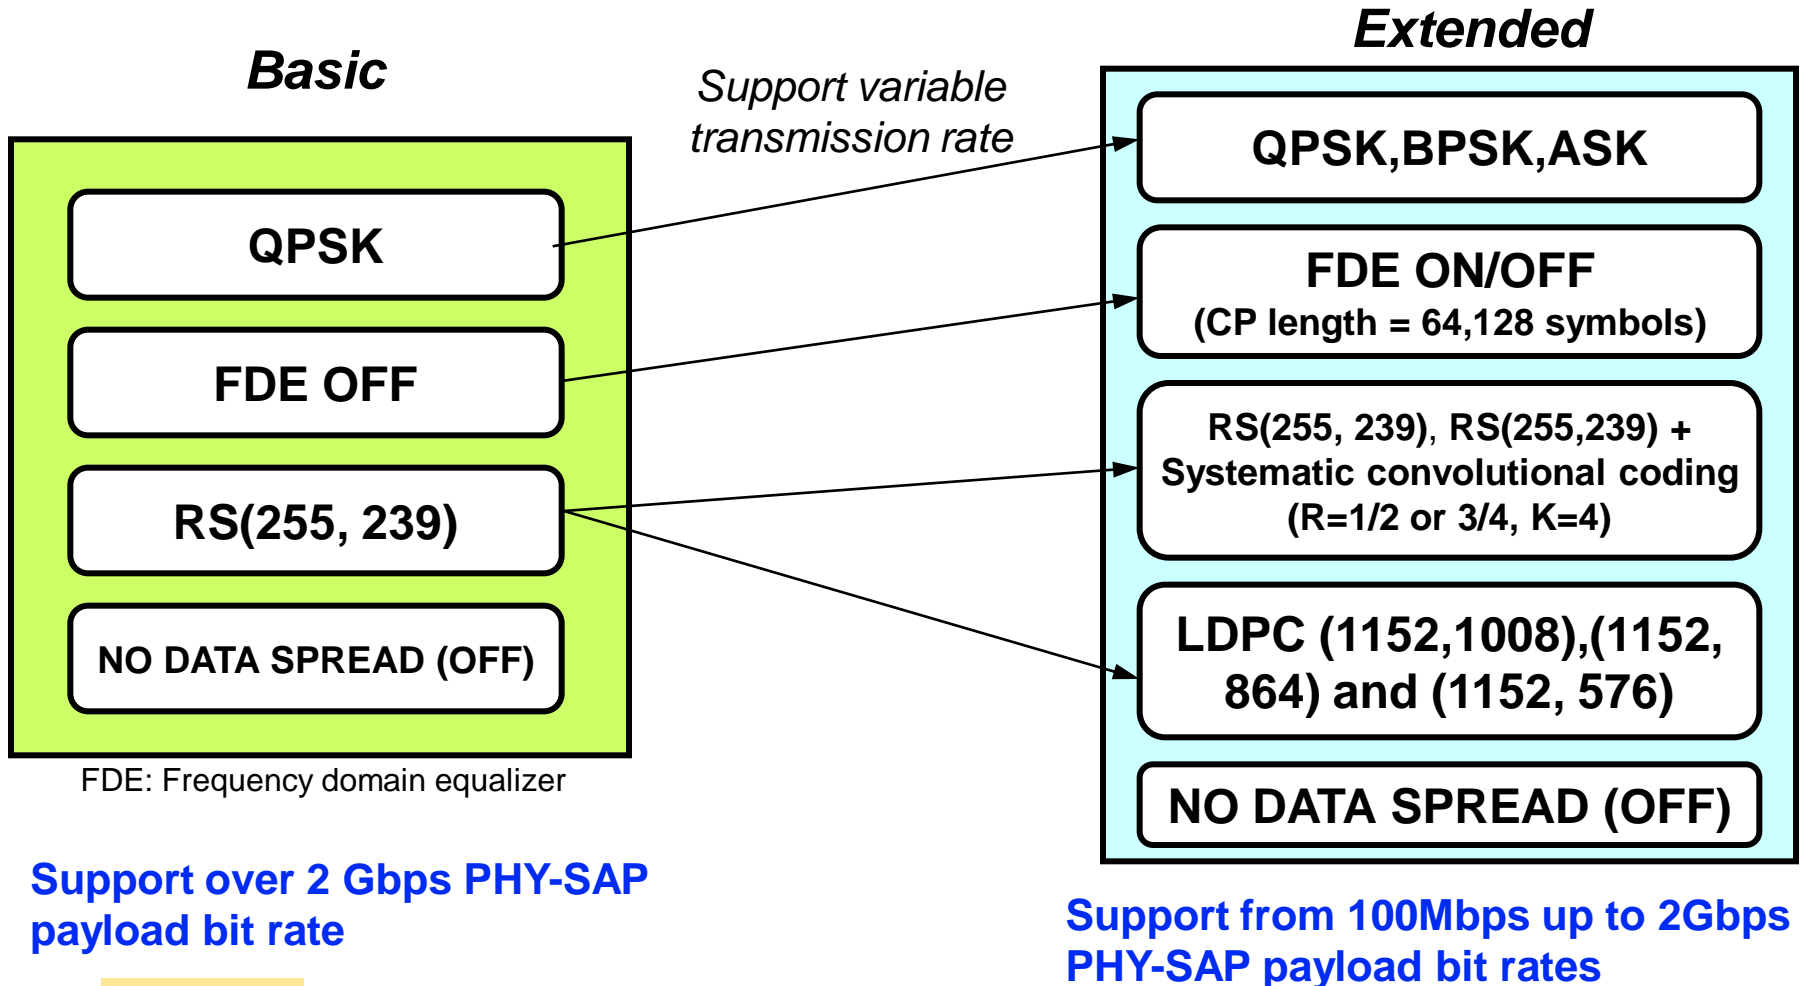 Basic
QPSK
FDE OFF
RS(255, 239)
NO DATA SPREAD (OFF)
FDE: Frequency domain equalizer
Support over 2 Gbps PHY-SAP
payload bit rate
Support variable
transmission rate
Extended
QPSK,BPSK,ASK
FDE ON/OFF
(CP length = 64,128 symbols)
RS(255, 239), RS(255,239) +
Systematic convolutional coding
(R=1/2 or 3/4, K=4)
LDPC (1152,1008),(1152,
864) and (1152, 576)
NO DATA SPREAD (OFF)
Support from 100Mbps up to 2Gbps
PHY-SAP payload bit rates